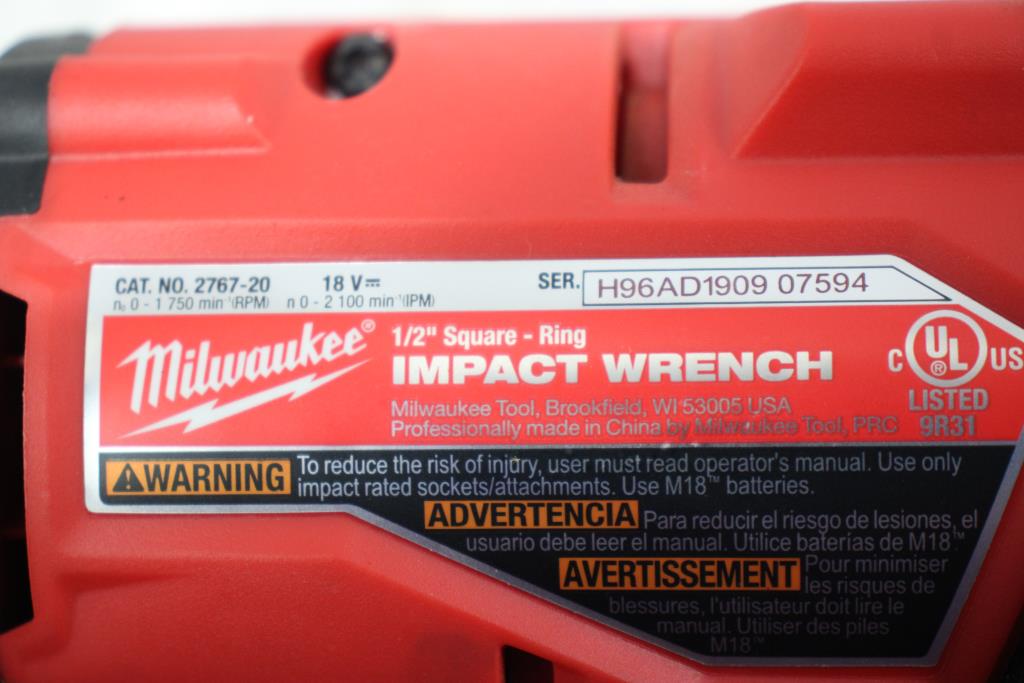 CAT. NO. 2767-20 18 V⎓ SER. H96AD1909 07594
n₀ 0 - 1 750 min⁻¹(RPM) n 0 - 2 100 min⁻¹(IPM)
Milwaukee®
1/2" Square - Ring
IMPACT WRENCH
Milwaukee Tool, Brookfield, WI 53005 USA
Professionally made in China by Milwaukee Tool, PRC
C UL® US
LISTED
9R31
⚠WARNING To reduce the risk of injury, user must read operator's manual. Use only
impact rated sockets/attachments. Use M18™ batteries.
ADVERTENCIA Para reducir el riesgo de lesiones, el
usuario debe leer el manual. Utilice baterías de M18™
AVERTISSEMENT Pour minimiser
les risques de
blessures, l'utilisateur doit lire le
manual. Utiliser des piles
M18™